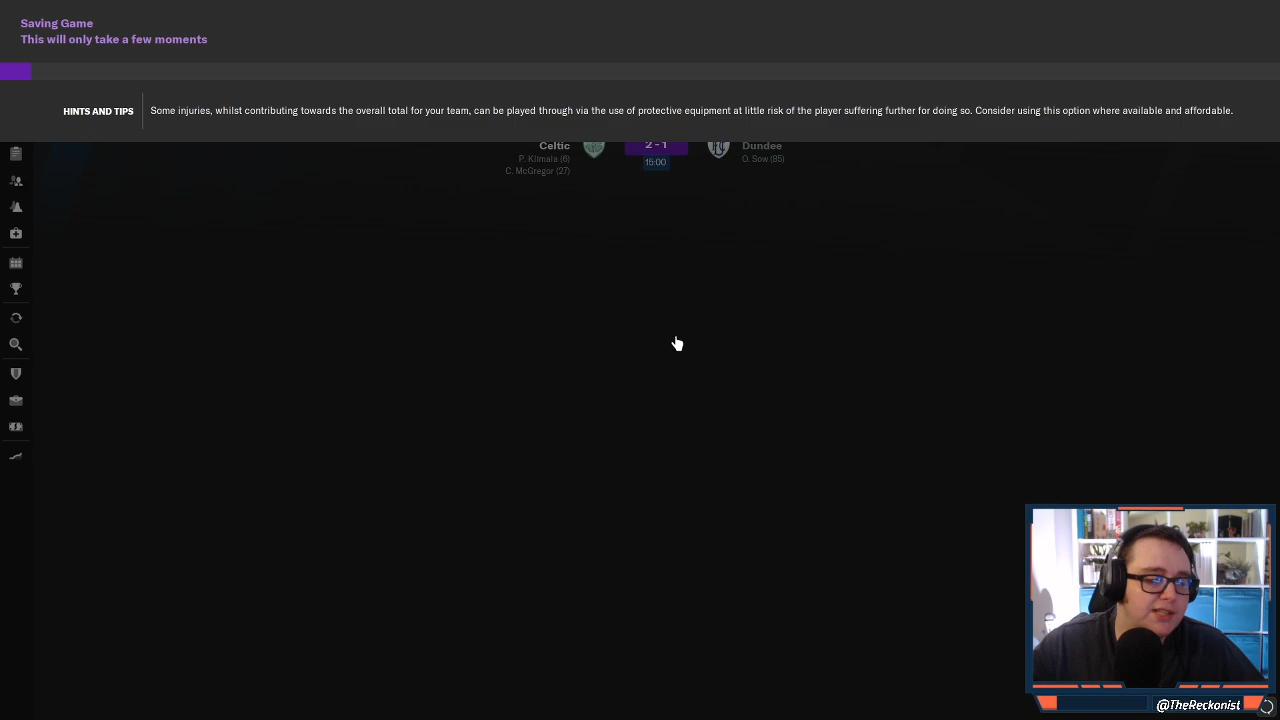 Saving Game
This will only take a few moments
HINTS AND TIPS
Some injuries, whilst contributing towards the overall total for your team, can be played through via the use of protective equipment at little risk of the player suffering further for doing so. Consider using this option where available and affordable.
Celtic 2 - 1 Dundee
P. Klimala (6) 15:00 O. Sow (85)
C. McGregor (27)
@TheReckonist